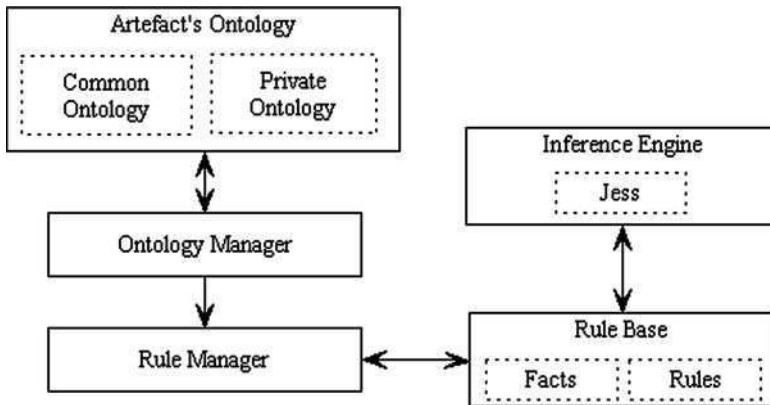 Artefact's Ontology
Common
Ontology
Private
Ontology
Inference Engine
Jess
Ontology Manager
Rule Manager
Rule Base
Facts
Rules